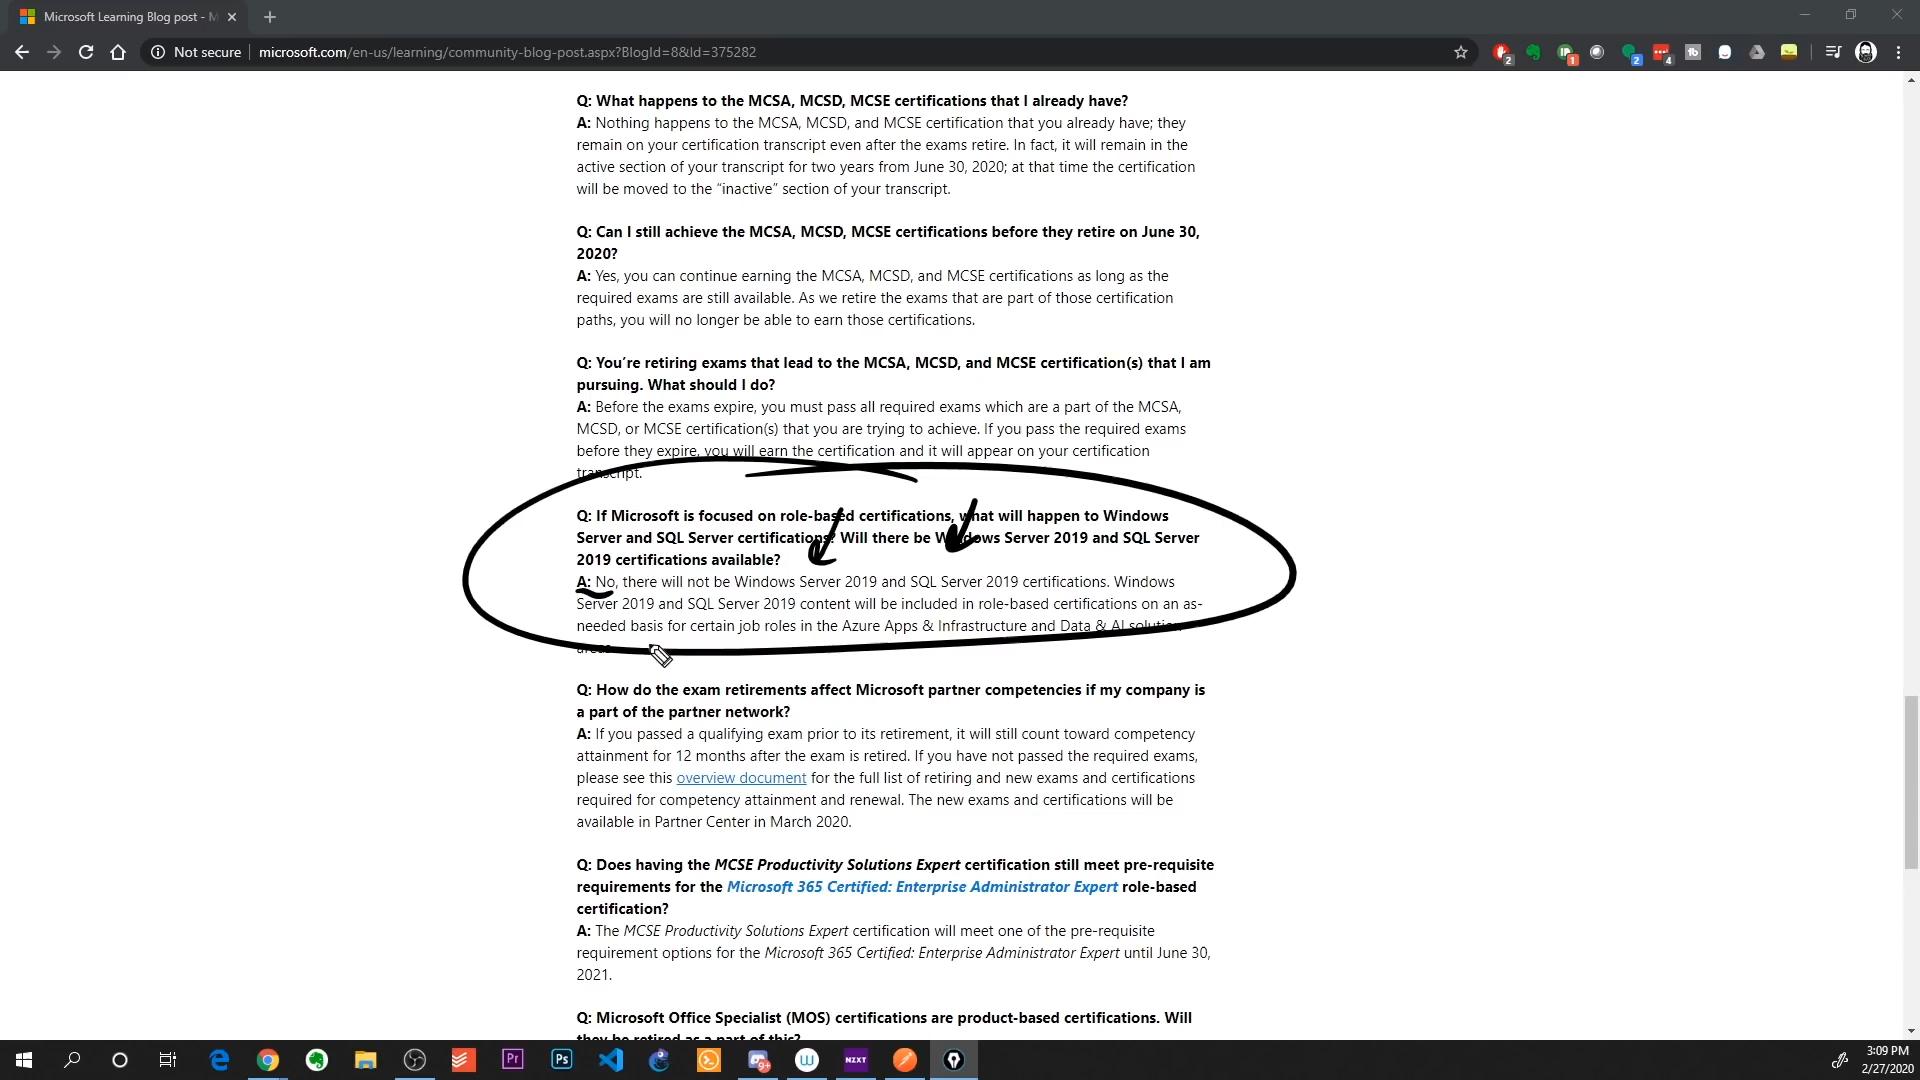 Microsoft Learning Blog post - M
Not secure
microsoft.com/en-us/learning/community-blog-post.aspx?BlogId=8&Id=375282
2
1
2
4
Q: What happens to the MCSA, MCSD, MCSE certifications that I already have?
A: Nothing happens to the MCSA, MCSD, and MCSE certification that you already have; they
remain on your certification transcript even after the exams retire. In fact, it will remain in the
active section of your transcript for two years from June 30, 2020; at that time the certification
will be moved to the “inactive” section of your transcript.
Q: Can I still achieve the MCSA, MCSD, MCSE certifications before they retire on June 30,
2020?
A: Yes, you can continue earning the MCSA, MCSD, and MCSE certifications as long as the
required exams are still available. As we retire the exams that are part of those certification
paths, you will no longer be able to earn those certifications.
Q: You’re retiring exams that lead to the MCSA, MCSD, and MCSE certification(s) that I am
pursuing. What should I do?
A: Before the exams expire, you must pass all required exams which are a part of the MCSA,
MCSD, or MCSE certification(s) that you are trying to achieve. If you pass the required exams
before they expire, you will earn the certification and it will appear on your certification
transcript.
Q: If Microsoft is focused on role-based certifications, what will happen to Windows
Server and SQL Server certifications? Will there be Windows Server 2019 and SQL Server
2019 certifications available?
A: No, there will not be Windows Server 2019 and SQL Server 2019 certifications. Windows
Server 2019 and SQL Server 2019 content will be included in role-based certifications on an as-
needed basis for certain job roles in the Azure Apps & Infrastructure and Data & AI solution
areas.
Q: How do the exam retirements affect Microsoft partner competencies if my company is
a part of the partner network?
A: If you passed a qualifying exam prior to its retirement, it will still count toward competency
attainment for 12 months after the exam is retired. If you have not passed the required exams,
please see this overview document for the full list of retiring and new exams and certifications
required for competency attainment and renewal. The new exams and certifications will be
available in Partner Center in March 2020.
Q: Does having the MCSE Productivity Solutions Expert certification still meet pre-requisite
requirements for the Microsoft 365 Certified: Enterprise Administrator Expert role-based
certification?
A: The MCSE Productivity Solutions Expert certification will meet one of the pre-requisite
requirement options for the Microsoft 365 Certified: Enterprise Administrator Expert until June 30,
2021.
Q: Microsoft Office Specialist (MOS) certifications are product-based certifications. Will
they be retired as a part of this?
Pr
Ps
9+
W
NZXT
3:09 PM
2/27/2020